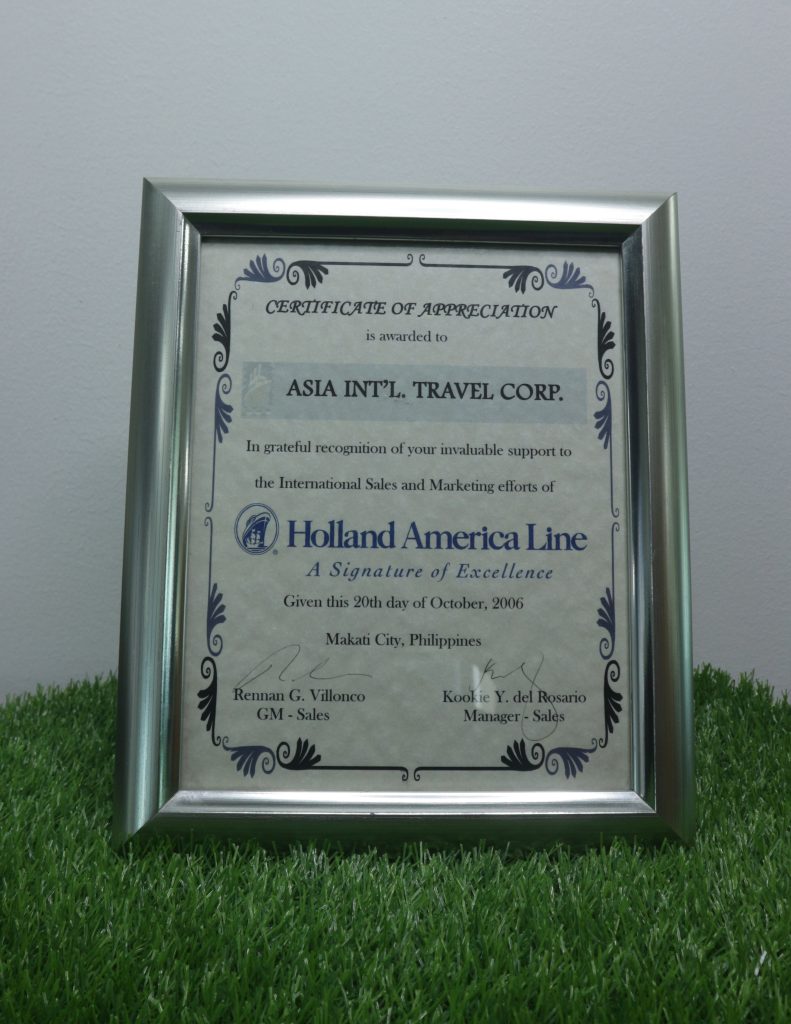 CERTIFICATE OF APPRECIATION
is awarded to
ASIA INT'L. TRAVEL CORP.
In grateful recognition of your invaluable support to
the International Sales and Marketing efforts of
Holland America Line
A Signature of Excellence
Given this 20th day of October, 2006
Makati City, Philippines
Rennan G. Villonco
GM - Sales
Kookie Y. del Rosario
Manager - Sales